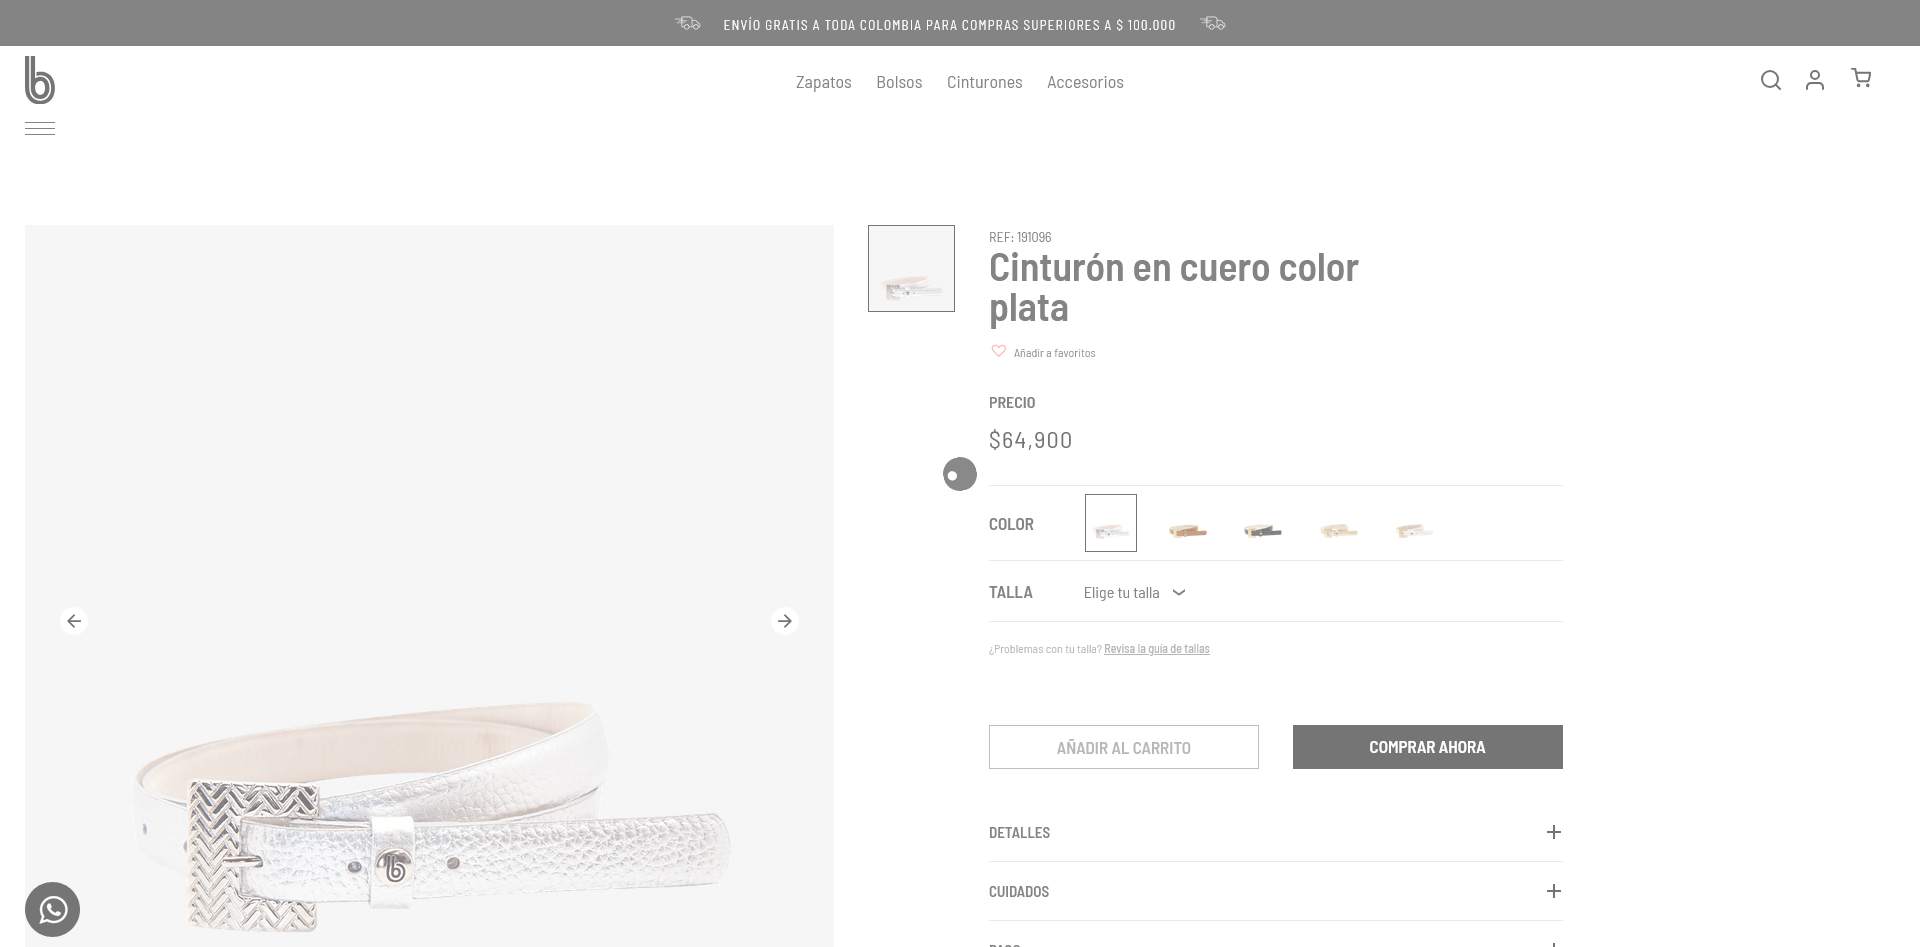 ENVÍO GRATIS A TODA COLOMBIA PARA COMPRAS SUPERIORES A $ 100.000
b
Zapatos Bolsos Cinturones Accesorios
REF: 191096
Cinturón en cuero color
plata
Añadir a favoritos
PRECIO
$64,900
COLOR
TALLA Elige tu talla
¿Problemas con tu talla? Revisa la guía de tallas
AÑADIR AL CARRITO COMPRAR AHORA
DETALLES
CUIDADOS
b